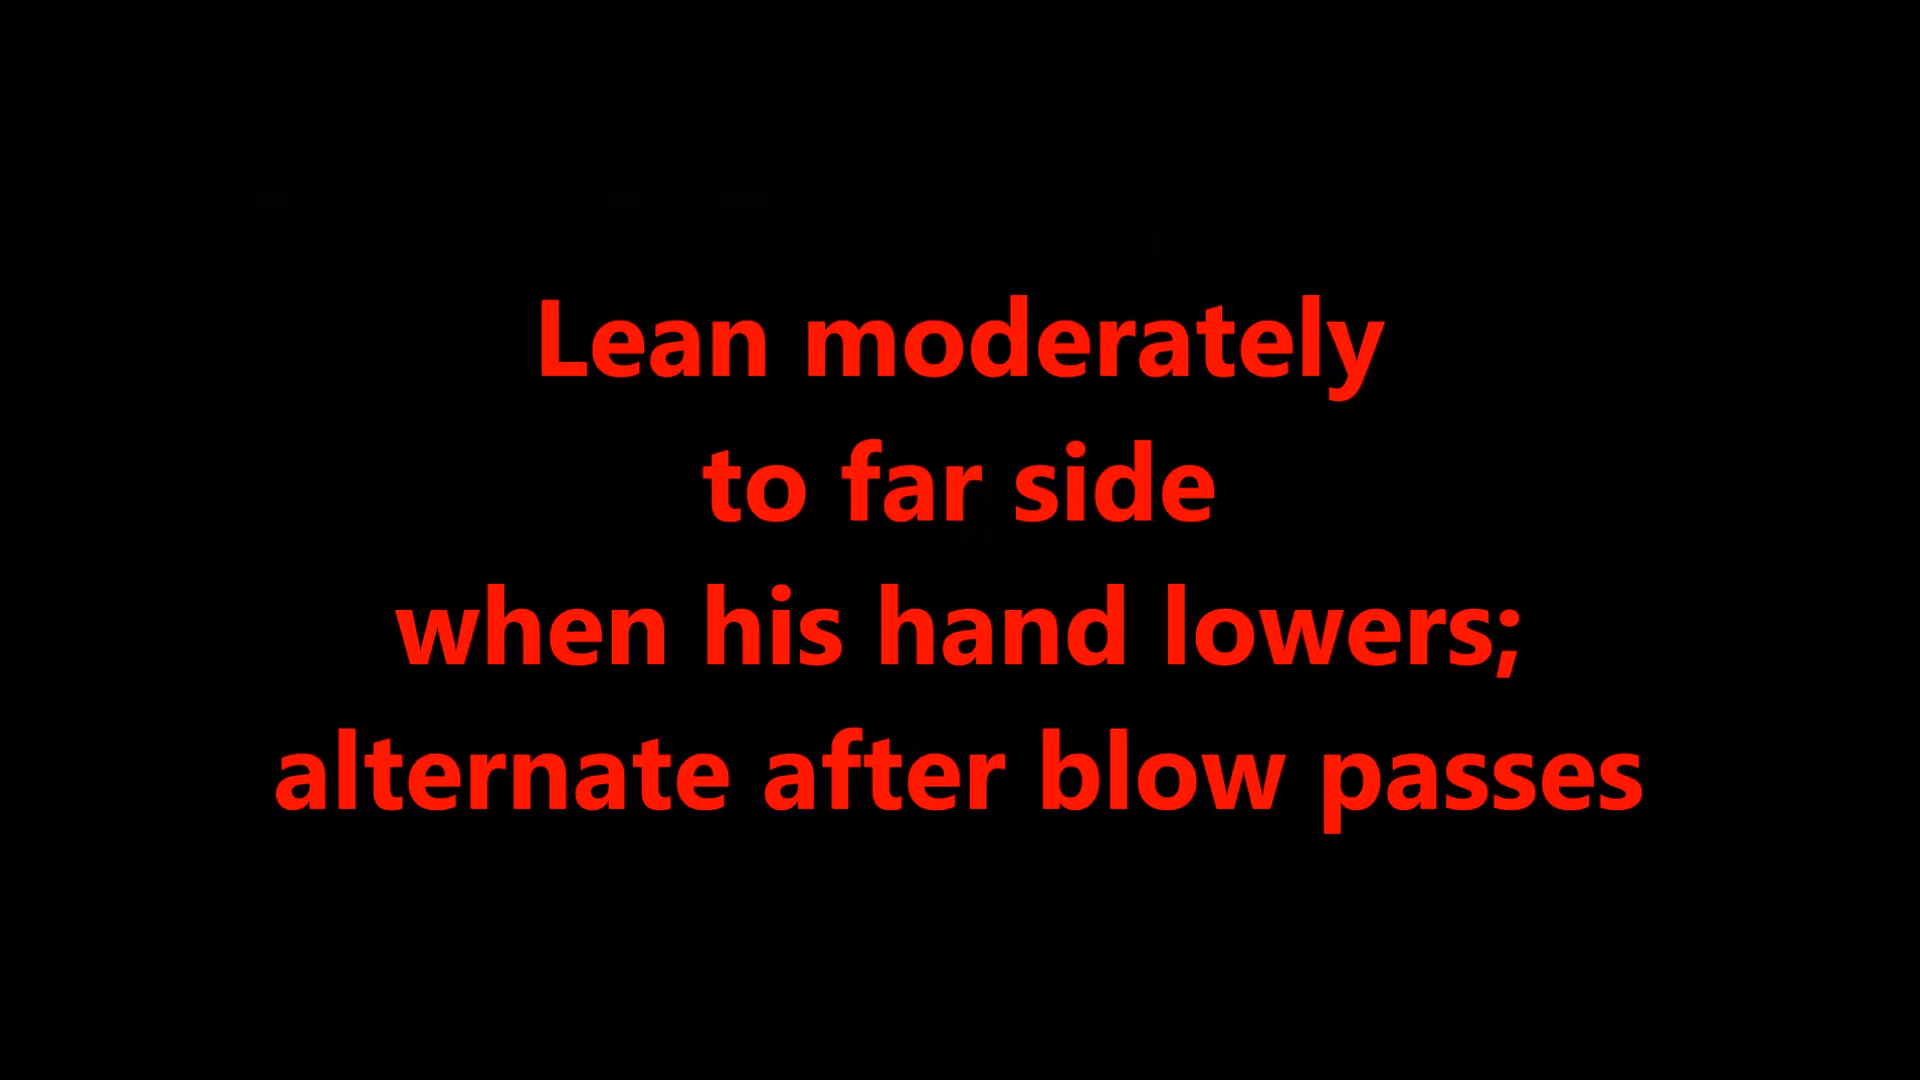 Lean moderately
to far side
when his hand lowers;
alternate after blow passes